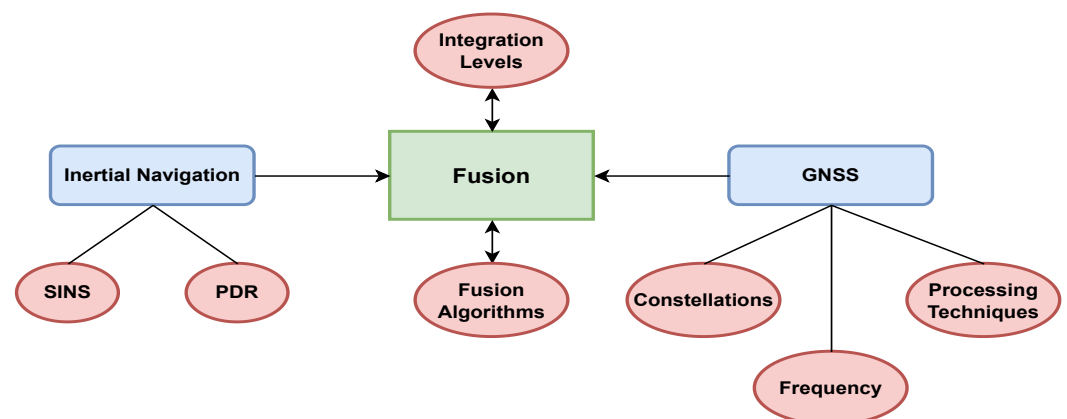 Integration
Levels
Inertial Navigation
Fusion
GNSS
SINS
PDR
Fusion
Algorithms
Constellations
Processing
Techniques
Frequency